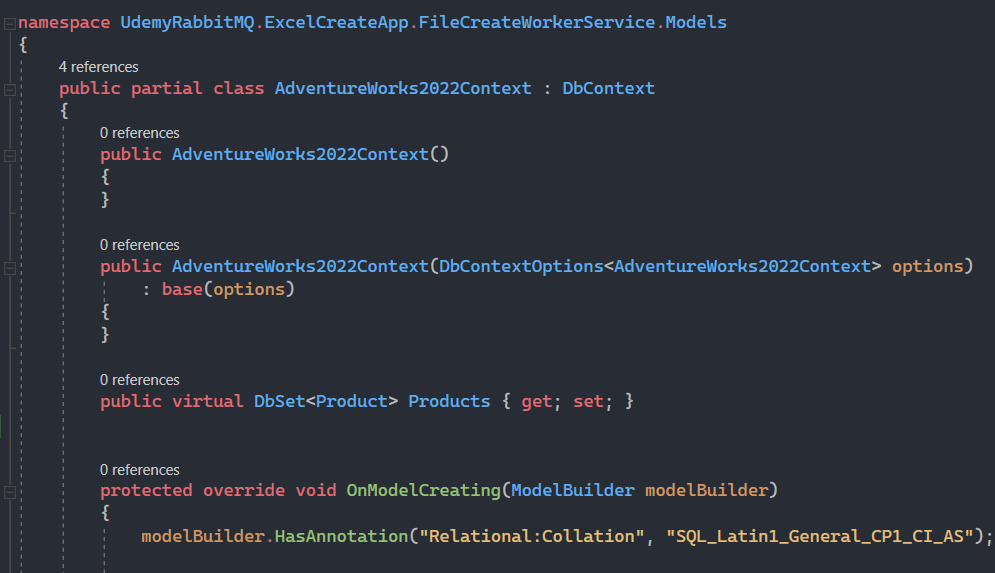 namespace UdemyRabbitMQ.ExcelCreateApp.FileCreateWorkerService.Models
{
4 references
public partial class AdventureWorks2022Context : DbContext
{
0 references
public AdventureWorks2022Context()
{
}
0 references
public AdventureWorks2022Context(DbContextOptions<AdventureWorks2022Context> options)
: base(options)
{
}
0 references
public virtual DbSet<Product> Products { get; set; }
0 references
protected override void OnModelCreating(ModelBuilder modelBuilder)
{
modelBuilder.HasAnnotation("Relational:Collation", "SQL_Latin1_General_CP1_CI_AS");